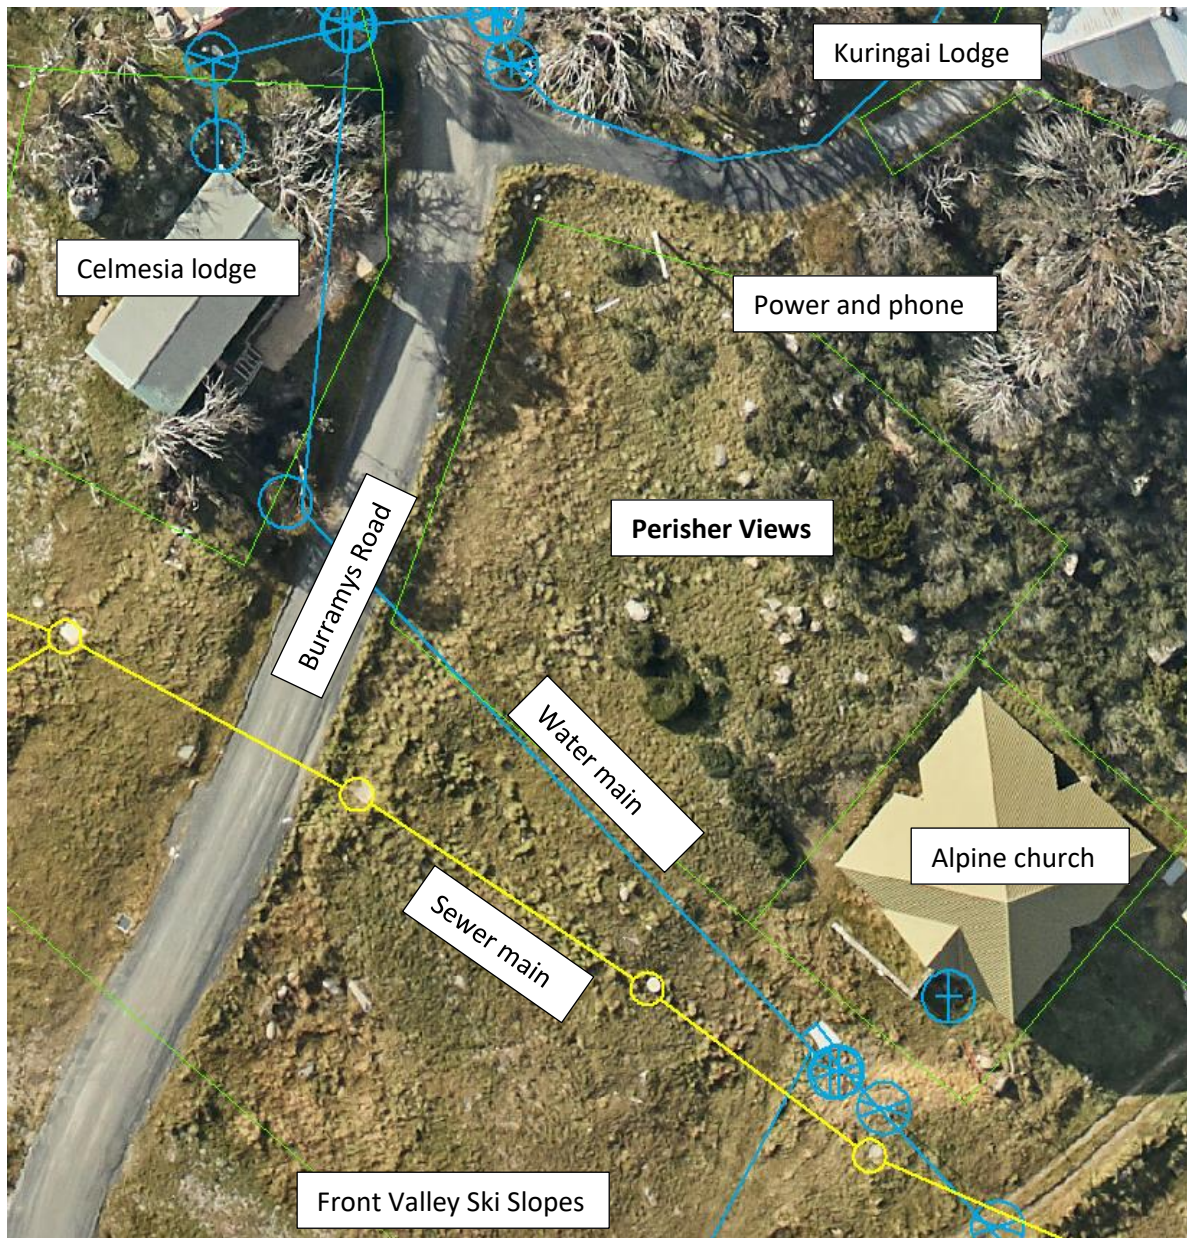 Kuringai Lodge
Celmesia lodge
Power and phone
Perisher Views
Burramys Road
Water main
Alpine church
Sewer main
Front Valley Ski Slopes